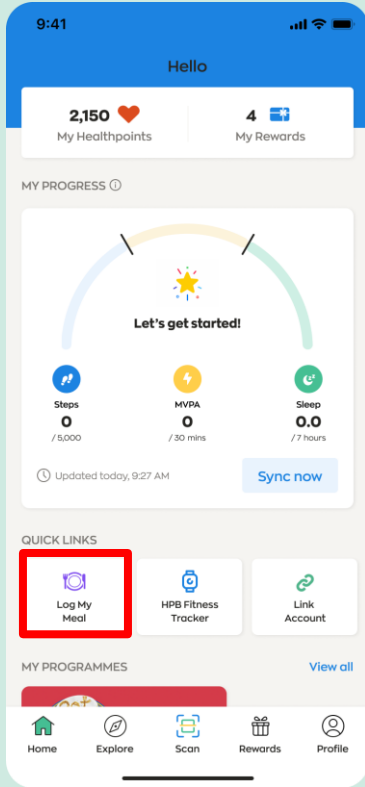 9:41
Hello
2,150
My Healthpoints
4
My Rewards
MY PROGRESS
Let's get started!
Steps
0
/ 5,000
MVPA
0
/ 30 mins
Sleep
0.0
/ 7 hours
Updated today, 9:27 AM
Sync now
QUICK LINKS
Log My
Meal
HPB Fitness
Tracker
Link
Account
MY PROGRAMMES
View all
Home
Explore
Scan
Rewards
Profile